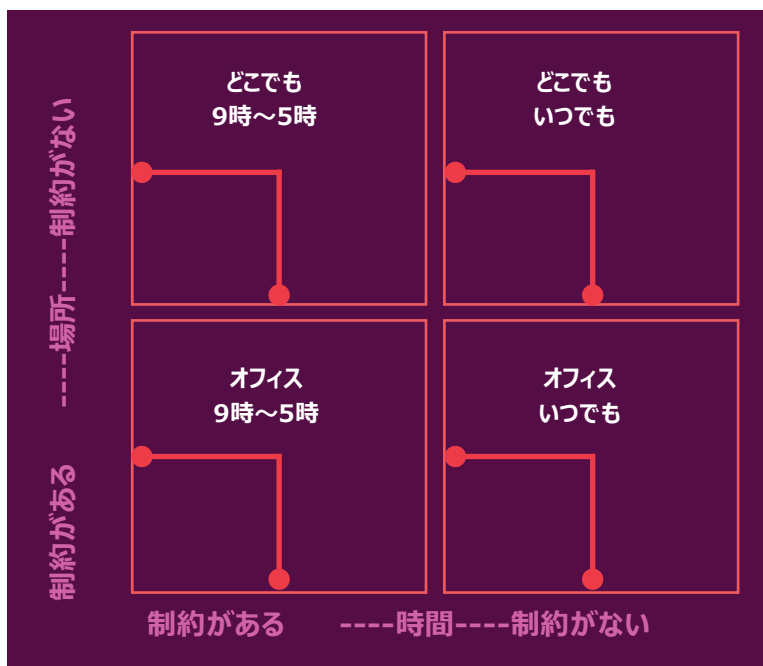 どこでも
9時～5時
どこでも
いつでも
オフィス
9時～5時
オフィス
いつでも
制約がある ----場所----制約がない
制約がある ----時間----制約がない